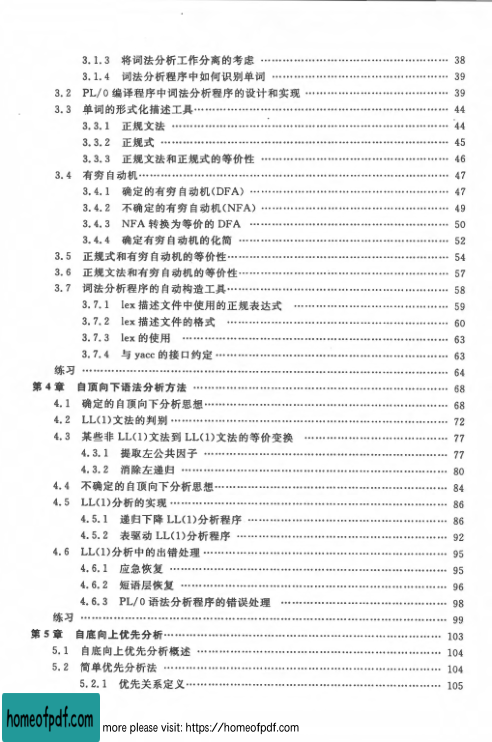 3.1.3 将词法分析工作分离的考虑 …… 38
3.1.4 词法分析程序中如何识别单词 …… 39
3.2 PL/0 编译程序中词法分析程序的设计和实现 …… 39
3.3 单词的形式化描述工具 …… 44
3.3.1 正规文法 …… 44
3.3.2 正规式 …… 45
3.3.3 正规文法和正规式的等价性 …… 46
3.4 有穷自动机 …… 47
3.4.1 确定的有穷自动机(DFA) …… 47
3.4.2 不确定的有穷自动机(NFA) …… 49
3.4.3 NFA 转换为等价的 DFA …… 50
3.4.4 确定有穷自动机的化简 …… 52
3.5 正规式和有穷自动机的等价性 …… 54
3.6 正规文法和有穷自动机的等价性 …… 57
3.7 词法分析程序的自动构造工具 …… 58
3.7.1 lex 描述文件中使用的正规表达式 …… 59
3.7.2 lex 描述文件的格式 …… 60
3.7.3 lex 的使用 …… 63
3.7.4 与 yacc 的接口约定 …… 63
练习 …… 64
第 4 章 自顶向下语法分析方法 …… 68
4.1 确定的自顶向下分析思想 …… 68
4.2 LL(1)文法的判别 …… 72
4.3 某些非 LL(1)文法到 LL(1)文法的等价变换 …… 77
4.3.1 提取左公共因子 …… 77
4.3.2 消除左递归 …… 80
4.4 不确定的自顶向下分析思想 …… 84
4.5 LL(1)分析的实现 …… 86
4.5.1 递归下降 LL(1)分析程序 …… 86
4.5.2 表驱动 LL(1)分析程序 …… 92
4.6 LL(1)分析中的出错处理 …… 95
4.6.1 应急恢复 …… 95
4.6.2 短语层恢复 …… 96
4.6.3 PL/0 语法分析程序的错误处理 …… 98
练习 …… 99
第 5 章 自底向上优先分析 …… 103
5.1 自底向上优先分析概述 …… 104
5.2 简单优先分析法 …… 104
5.2.1 优先关系定义 …… 105
homeofpdf.com
more please visit: https://homeofpdf.com